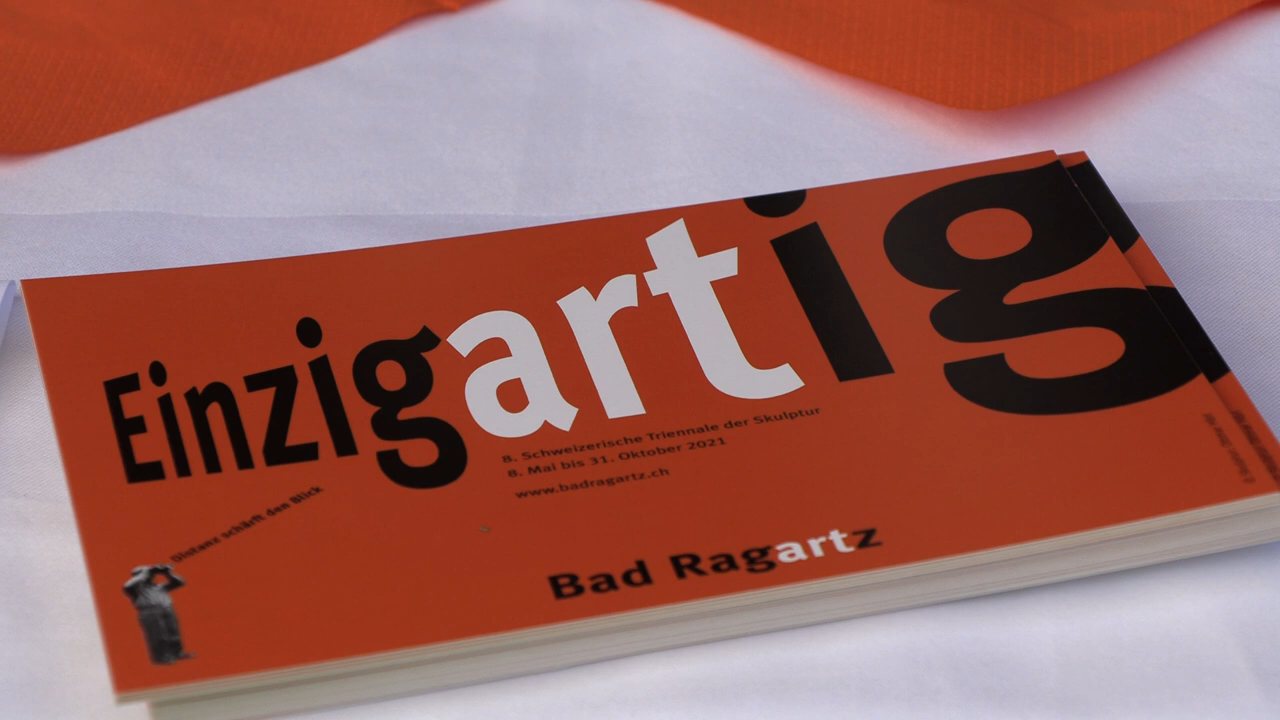 Einzigartig
8. Schweizerische Triennale der Skulptur
8. Mai bis 31. Oktober 2021
www.badragartz.ch
Distanz schärft den Blick
Bad Ragartz